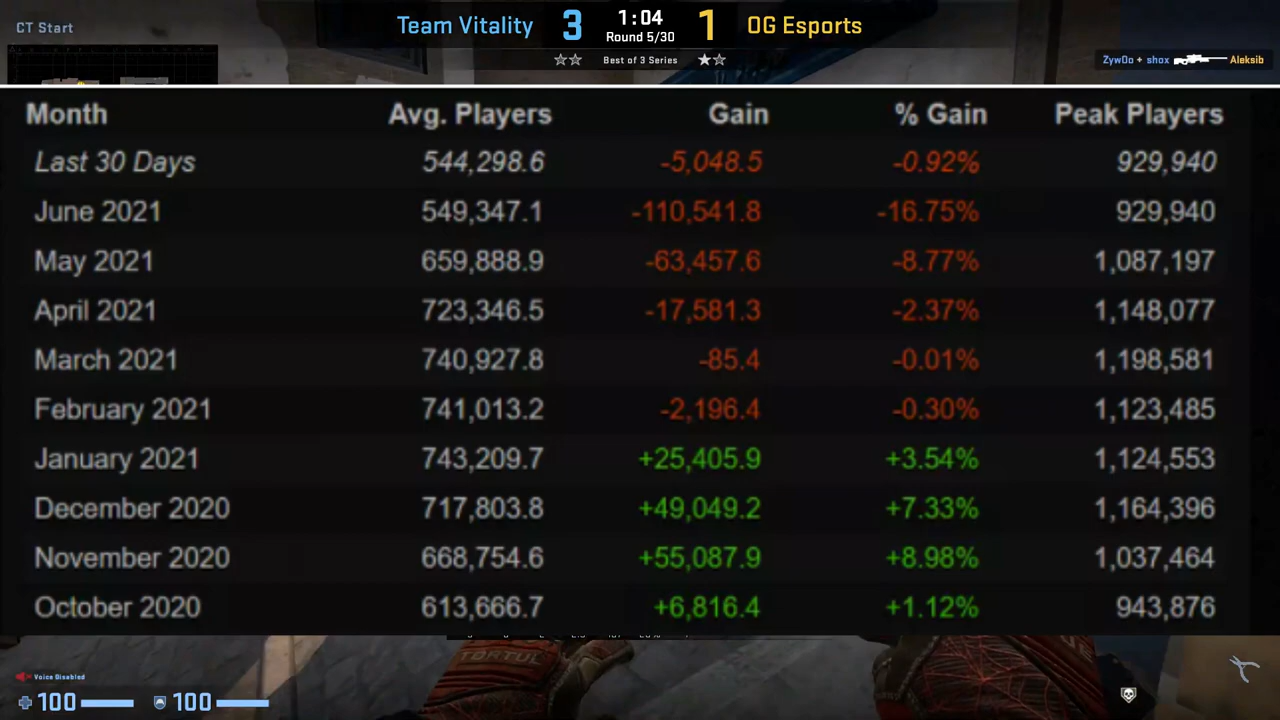 CT Start
Team Vitality 3 1:04 1 OG Esports
Round 5/30
Best of 3 Series
ZywOo + shox Aleksib
Month Avg. Players Gain % Gain Peak Players
Last 30 Days 544,298.6 -5,048.5 -0.92% 929,940
June 2021 549,347.1 -110,541.8 -16.75% 929,940
May 2021 659,888.9 -63,457.6 -8.77% 1,087,197
April 2021 723,346.5 -17,581.3 -2.37% 1,148,077
March 2021 740,927.8 -85.4 -0.01% 1,198,581
February 2021 741,013.2 -2,196.4 -0.30% 1,123,485
January 2021 743,209.7 +25,405.9 +3.54% 1,124,553
December 2020 717,803.8 +49,049.2 +7.33% 1,164,396
November 2020 668,754.6 +55,087.9 +8.98% 1,037,464
October 2020 613,666.7 +6,816.4 +1.12% 943,876
TORTUL
Voice Disabled
100 100